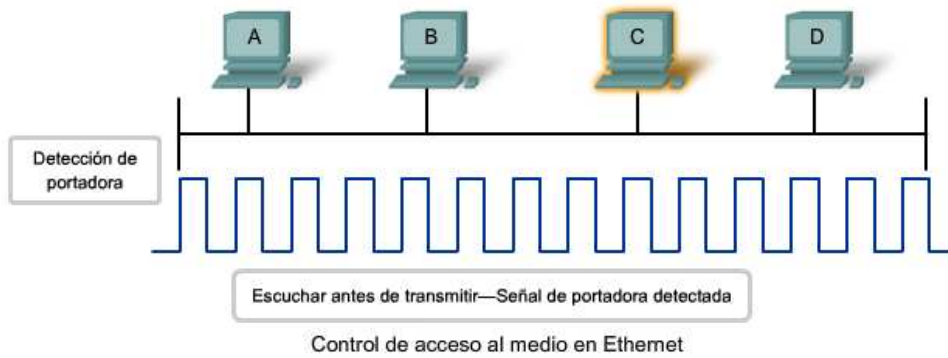 A
B
C
D
Detección de
portadora
Escuchar antes de transmitir—Señal de portadora detectada
Control de acceso al medio en Ethernet